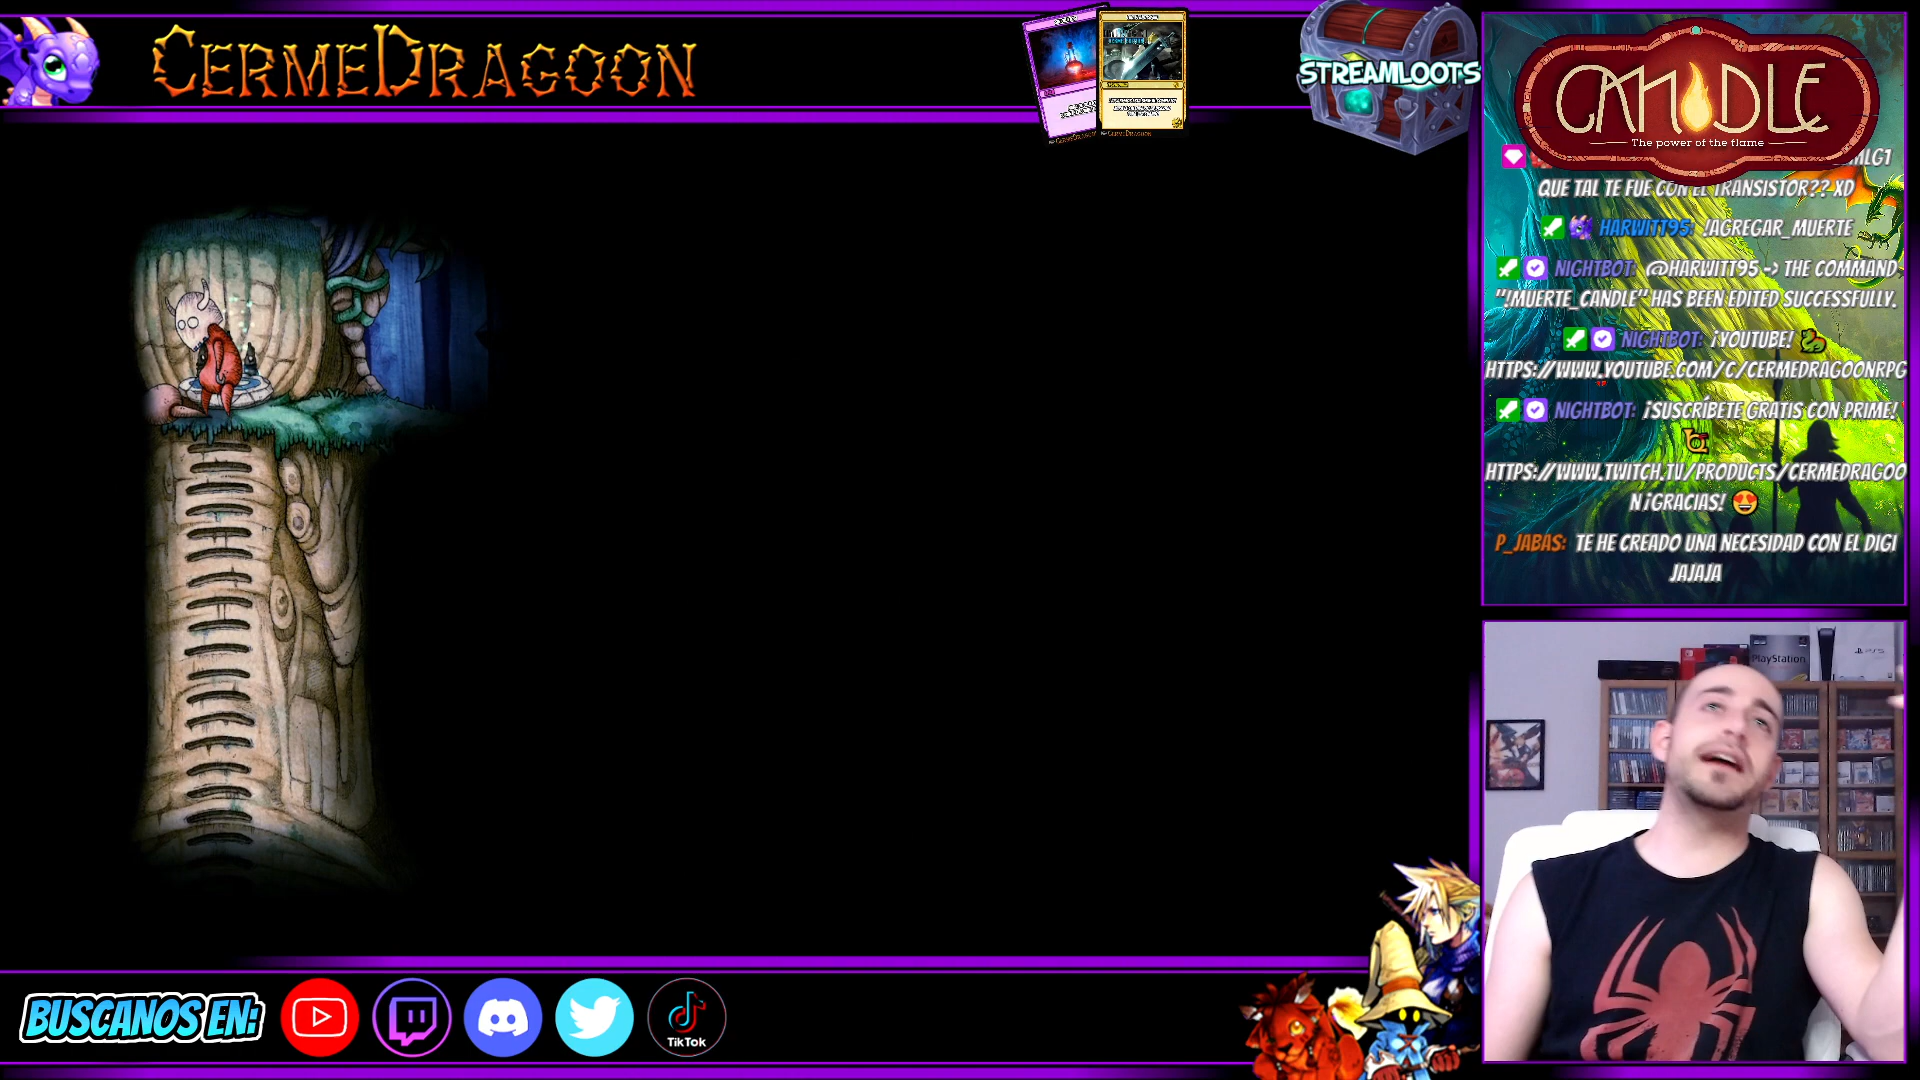 CERMEDRAGOON
CERMEDRAGOON
STREAMLOOTS
CANDLE
The power of the flame
MLG1
QUE TAL TE FUE CON EL TRANSISTOR?? XD
HARWITT95: !AGREGAR_MUERTE
NIGHTBOT: @HARWITT95 -> THE COMMAND
"!MUERTE_CANDLE" HAS BEEN EDITED SUCCESSFULLY.
NIGHTBOT: ¡YOUTUBE! 🐉
HTTPS://WWW.YOUTUBE.COM/C/CERMEDRAGOONRPG
NIGHTBOT: ¡SUSCRÍBETE GRATIS CON PRIME!
HTTPS://WWW.TWITCH.TV/PRODUCTS/CERMEDRAGOO
N ¡GRACIAS! 😍
P_JABAS: TE HE CREADO UNA NECESIDAD CON EL DIGI
JAJAJA
PlayStation
PS5
BUSCANOS EN:
TikTok